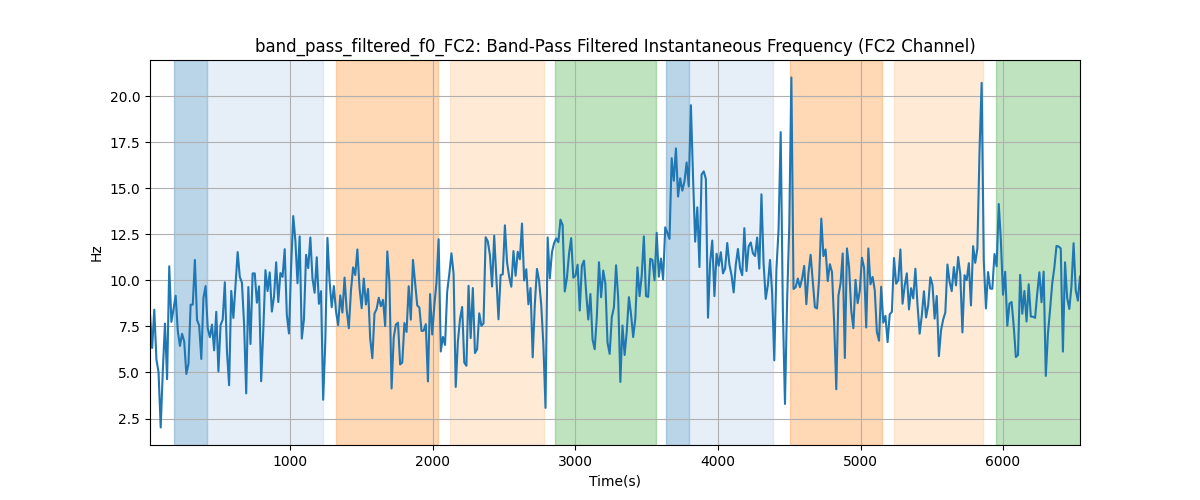 band_pass_filtered_f0_FC2: Band-Pass Filtered Instantaneous Frequency (FC2 Channel)
20.0
17.5
15.0
12.5
10.0
7.5
5.0
2.5
Hz
1000 2000 3000 4000 5000 6000
Time(s)